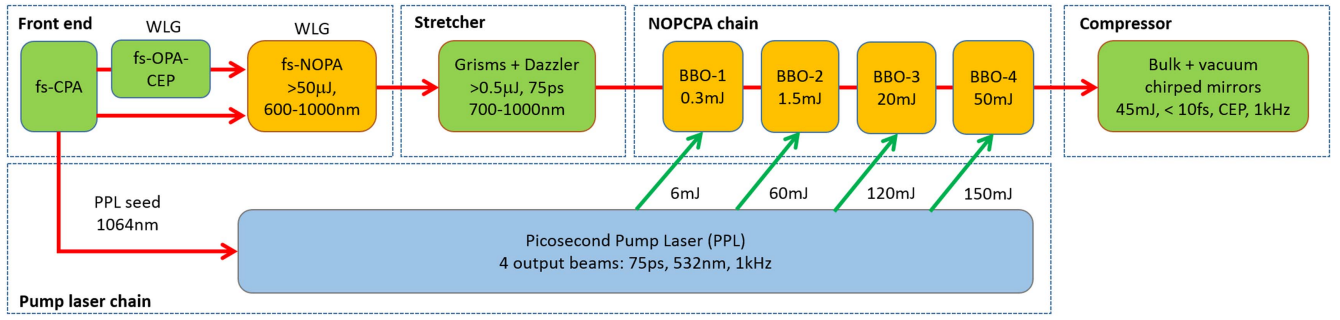 Front end
WLG
WLG
fs-CPA
fs-OPA-
CEP
fs-NOPA
>50µJ,
600-1000nm
Stretcher
Grisms + Dazzler
>0.5µJ, 75ps
700-1000nm
NOPCPA chain
BBO-1
0.3mJ
BBO-2
1.5mJ
BBO-3
20mJ
BBO-4
50mJ
Compressor
Bulk + vacuum
chirped mirrors
45mJ, < 10fs, CEP, 1kHz
PPL seed
1064nm
6mJ
60mJ
120mJ
150mJ
Picosecond Pump Laser (PPL)
4 output beams: 75ps, 532nm, 1kHz
Pump laser chain